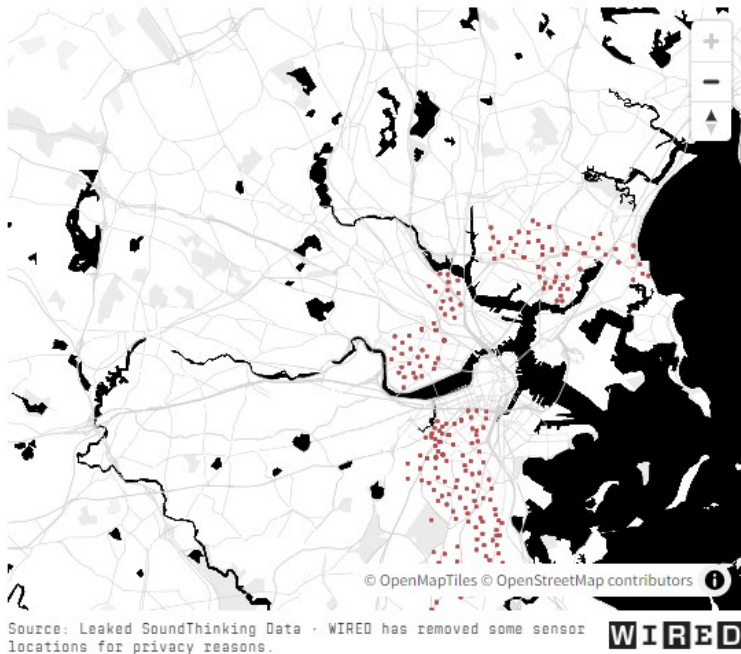 © OpenMapTiles © OpenStreetMap contributors
Source: Leaked SoundThinking Data · WIRED has removed some sensor
locations for privacy reasons.
WIRED